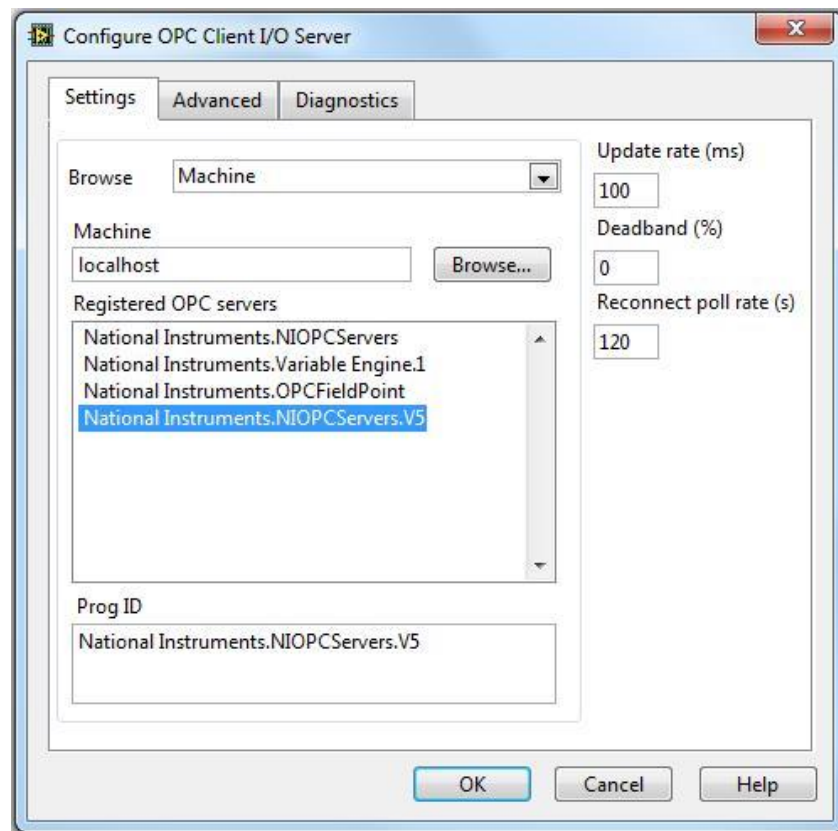 Configure OPC Client I/O Server
Settings
Advanced
Diagnostics
Browse
Machine
Machine
localhost
Browse...
Registered OPC servers
National Instruments.NIOPCServers
National Instruments.Variable Engine.1
National Instruments.OPCFieldPoint
National Instruments.NIOPCServers.V5
Prog ID
National Instruments.NIOPCServers.V5
Update rate (ms)
100
Deadband (%)
0
Reconnect poll rate (s)
120
OK
Cancel
Help